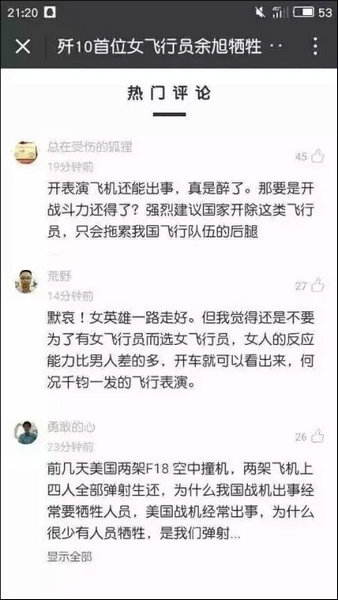 21:20 4G 53
歼10首位女飞行员余旭牺牲 ··
热门评论
总在受伤的狐狸
45
19分钟前
开表演飞机还能出事，真是醉了。那要是开
战斗力还得了？强烈建议国家开除这类飞行
员，只会拖累我国飞行队伍的后腿
荒野
27
14分钟前
默哀！女英雄一路走好。但我觉得还是不要
为了有女飞行员而选女飞行员，女人的反应
能力比男人差的多，开车就可以看出来，何
况千钧一发的飞行表演。
勇敢的心
26
23分钟前
前几天美国两架F18 空中撞机，两架飞机上
四人全部弹射生还，为什么我国战机出事经
常要牺牲人员，美国战机经常出事，为什么
很少有人员牺牲，是我们弹射...
显示全部